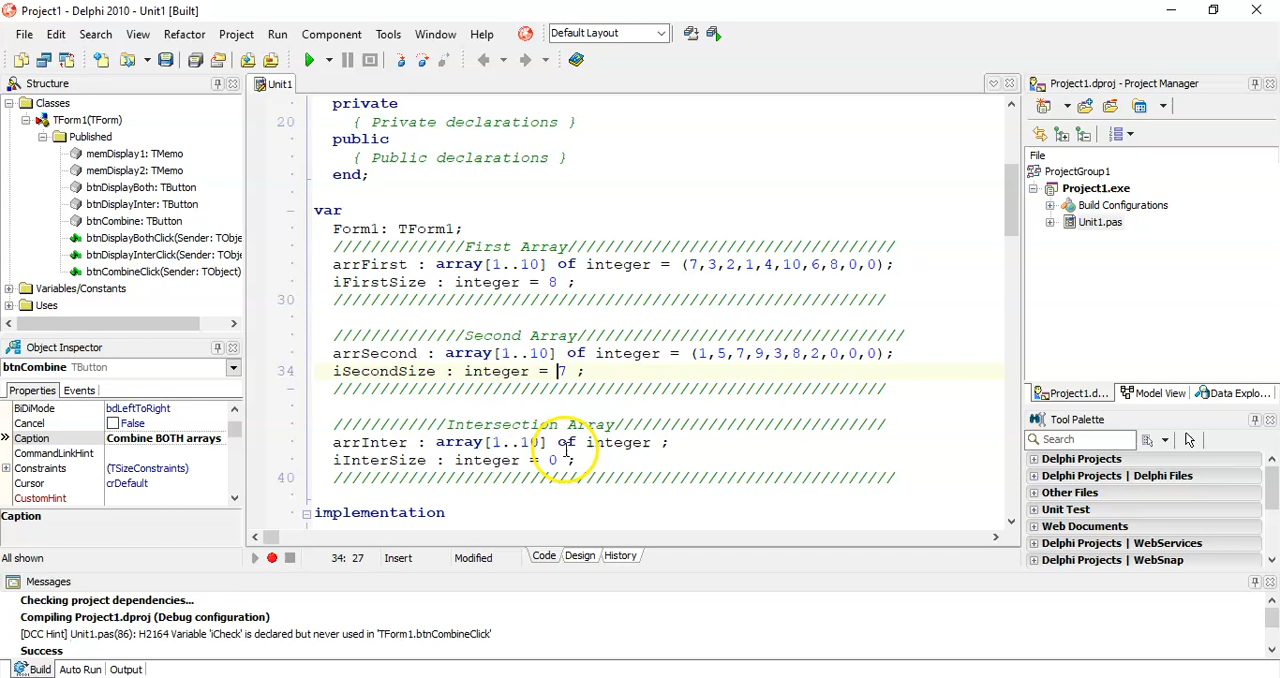 Project1 - Delphi 2010 - Unit1 [Built]
File Edit Search View Refactor Project Run Component Tools Window Help Default Layout
Structure
Classes
TForm1(TForm)
Published
memDisplay1: TMemo
memDisplay2: TMemo
btnDisplayBoth: TButton
btnDisplayInter: TButton
btnCombine: TButton
btnDisplayBothClick(Sender: TObje
btnDisplayInterClick(Sender: TObje
btnCombineClick(Sender: TObject)
Variables/Constants
Uses
Object Inspector
btnCombine TButton
Properties Events
BiDiMode bdLeftToRight
Cancel False
Caption Combine BOTH arrays
CommandLinkHint
Constraints (TSizeConstraints)
Cursor crDefault
CustomHint
Caption
All shown
Unit1
private
20 { Private declarations }
public
{ Public declarations }
end;
var
Form1: TForm1;
//////////////First Array///////////////////////////////////
arrFirst : array[1..10] of integer = (7,3,2,1,4,10,6,8,0,0);
iFirstSize : integer = 8 ;
30 ///////////////////////////////////////////////////////////
//////////////Second Array///////////////////////////////////
arrSecond : array[1..10] of integer = (1,5,7,9,3,8,2,0,0,0);
34 iSecondSize : integer = 7 ;
///////////////////////////////////////////////////////////
////////////Intersection Array/////////////////////////////
arrInter : array[1..10] of integer ;
iInterSize : integer = 0 ;
40 ////////////////////////////////////////////////////////////
implementation
34: 27 Insert Modified Code Design History
Project1.dproj - Project Manager
File
ProjectGroup1
Project1.exe
Build Configurations
Unit1.pas
Project1.d... Model View Data Explo...
Tool Palette
Search
Delphi Projects
Delphi Projects | Delphi Files
Other Files
Unit Test
Web Documents
Delphi Projects | WebServices
Delphi Projects | WebSnap
Messages
Checking project dependencies...
Compiling Project1.dproj (Debug configuration)
[DCC Hint] Unit1.pas(86): H2164 Variable 'iCheck' is declared but never used in 'TForm1.btnCombineClick'
Success
Build Auto Run Output